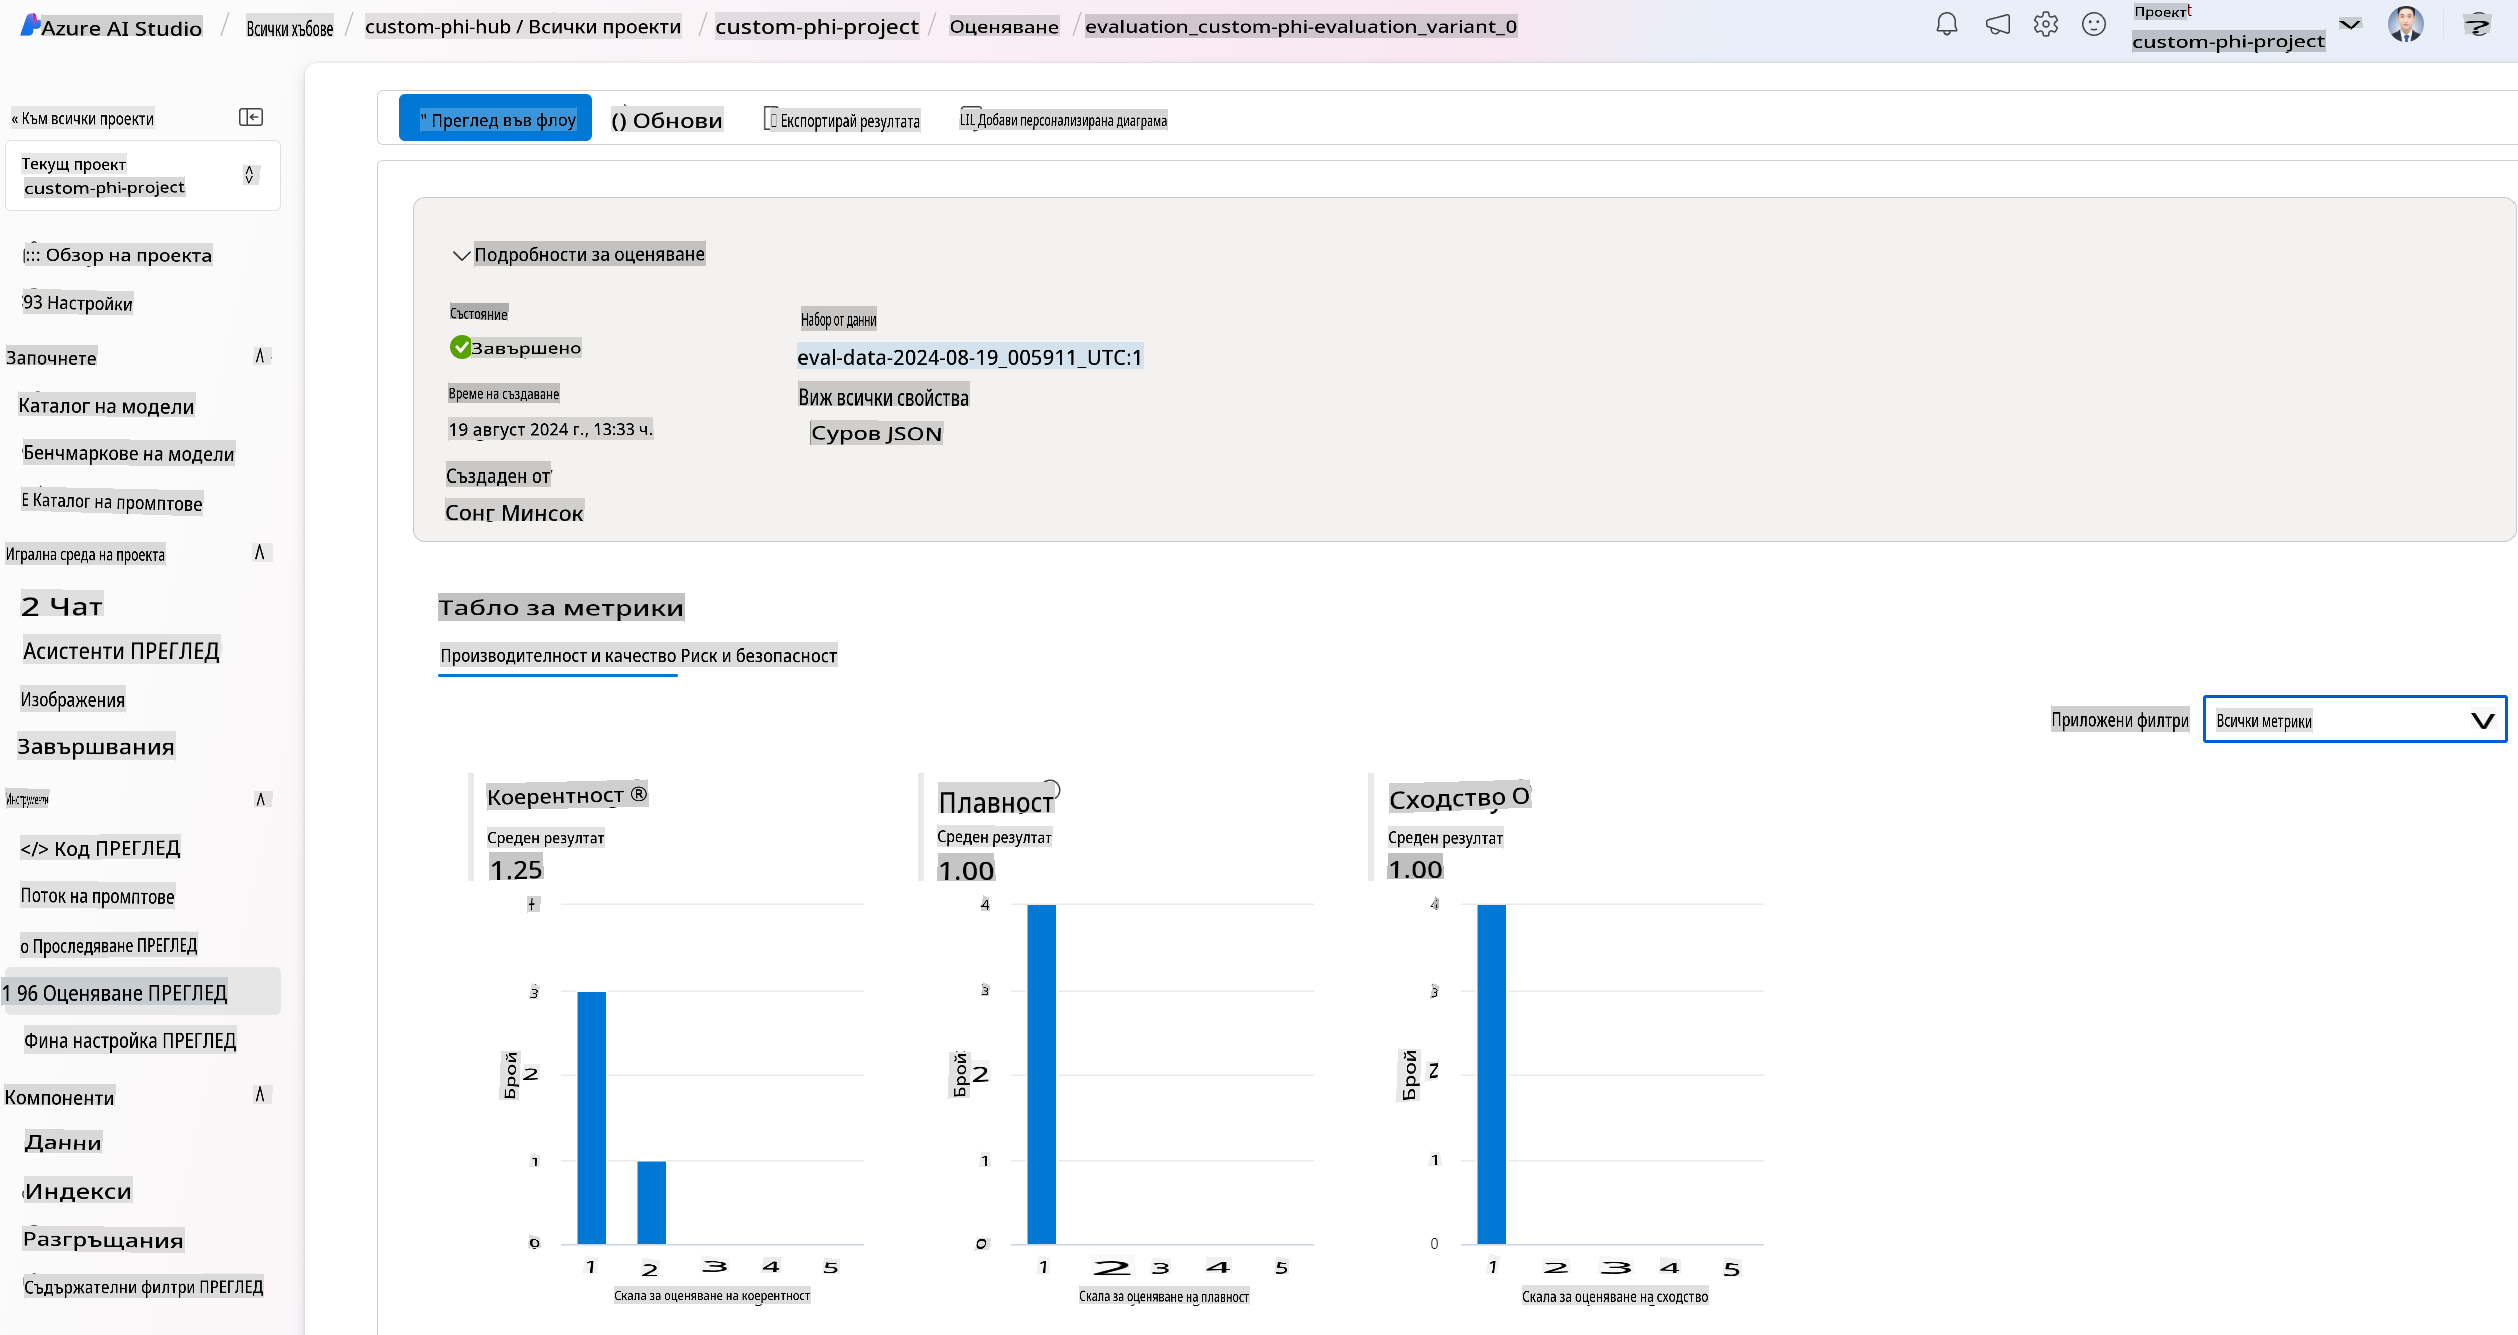 Azure AI Studio / Всички хъбове / custom-phi-hub / Всички проекти / custom-phi-project / Оценяване / evaluation_custom-phi-evaluation_variant_0
Проект
custom-phi-project
« Към всички проекти
Текущ проект
custom-phi-project
::: Обзор на проекта
93 Настройки
Започнете
Каталог на модели
Бенчмаркове на модели
E Каталог на промптове
Игрална среда на проекта
2 Чат
Асистенти ПРЕГЛЕД
Изображения
Завършвания
Инструменти
</> Код ПРЕГЛЕД
Поток на промптове
о Проследяване ПРЕГЛЕД
1 96 Оценяване ПРЕГЛЕД
Фина настройка ПРЕГЛЕД
Компоненти
Данни
Индекси
Разгръщания
Съдържателни филтри ПРЕГЛЕД
" Преглед във флоу
() Обнови
Експортирай резултата
LIL Добави персонализирана диаграма
Подробности за оценяване
Състояние
Завършено
Време на създаване
19 август 2024 г., 13:33 ч.
Създаден от
Сонг Минсок
Набор от данни
eval-data-2024-08-19_005911_UTC:1
Виж всички свойства
Суров JSON
Табло за метрики
Производителност и качество Риск и безопасност
Приложени филтри
Всички метрики
Коерентност ®
Среден резултат
1.25
3
2
1
0
Брой
1 2 3 4 5
Скала за оценяване на коерентност
Плавност
Среден резултат
1.00
4
3
2
1
0
Брой
1 2 3 4 5
Скала за оценяване на плавност
Сходство О
Среден резултат
1.00
4
3
2
1
0
Брой
1 2 3 4 5
Скала за оценяване на сходство